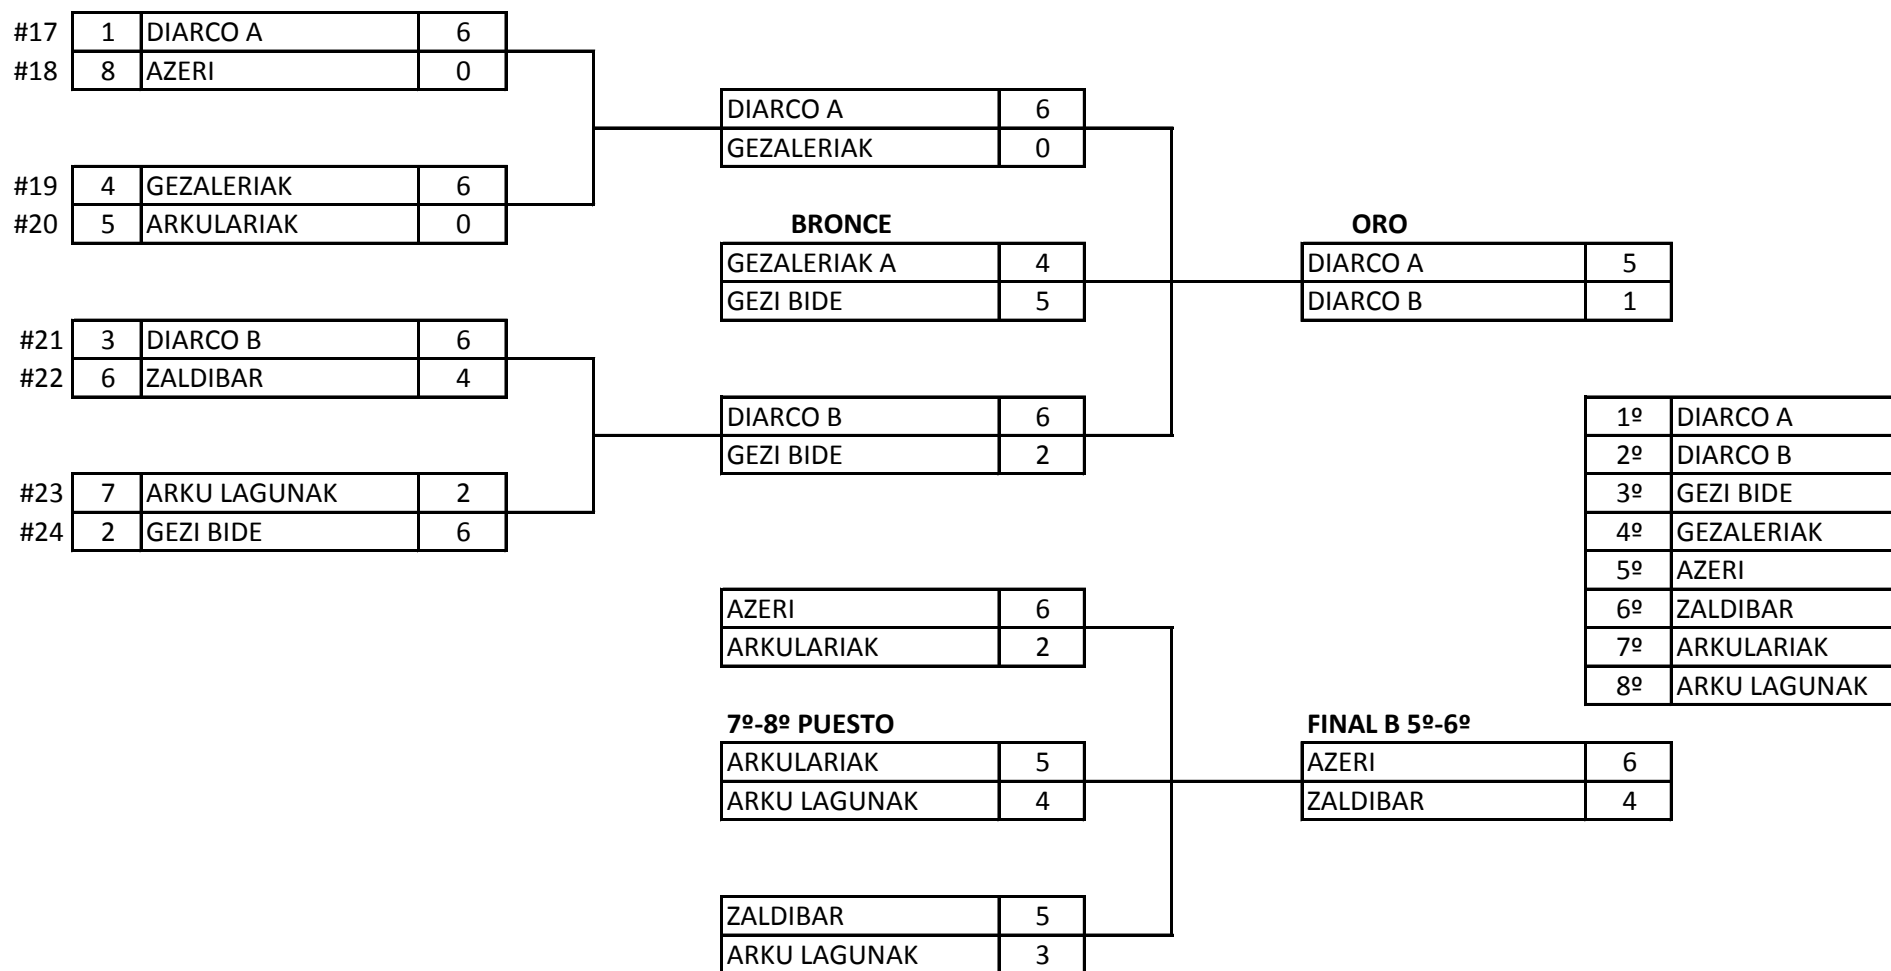 #17 1 DIARCO A 6
#18 8 AZERI 0
DIARCO A 6
GEZALERIAK 0
#19 4 GEZALERIAK 6
#20 5 ARKULARIAK 0
BRONCE
GEZALERIAK A 4
GEZI BIDE 5
ORO
DIARCO A 5
DIARCO B 1
#21 3 DIARCO B 6
#22 6 ZALDIBAR 4
DIARCO B 6
GEZI BIDE 2
#23 7 ARKU LAGUNAK 2
#24 2 GEZI BIDE 6
1º DIARCO A
2º DIARCO B
3º GEZI BIDE
4º GEZALERIAK
5º AZERI
6º ZALDIBAR
7º ARKULARIAK
8º ARKU LAGUNAK
AZERI 6
ARKULARIAK 2
7º-8º PUESTO
ARKULARIAK 5
ARKU LAGUNAK 4
FINAL B 5º-6º
AZERI 6
ZALDIBAR 4
ZALDIBAR 5
ARKU LAGUNAK 3